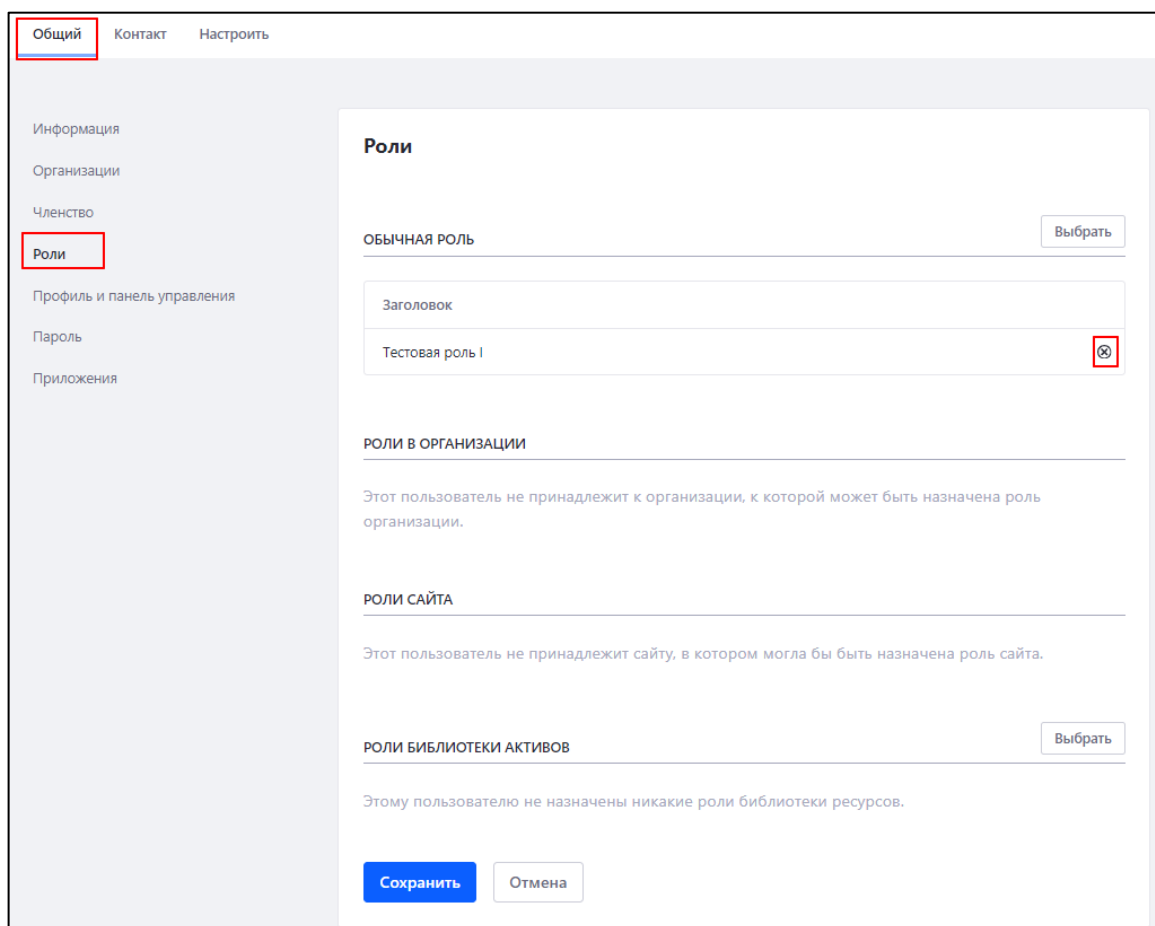 Общий Контакт Настроить
Информация
Организации
Членство
Роли
Профиль и панель управления
Пароль
Приложения
Роли
ОБЫЧНАЯ РОЛЬ Выбрать
Заголовок
Тестовая роль I
РОЛИ В ОРГАНИЗАЦИИ
Этот пользователь не принадлежит к организации, к которой может быть назначена роль
организации.
РОЛИ САЙТА
Этот пользователь не принадлежит сайту, в котором могла бы быть назначена роль сайта.
РОЛИ БИБЛИОТЕКИ АКТИВОВ Выбрать
Этому пользователю не назначены никакие роли библиотеки ресурсов.
Сохранить Отмена